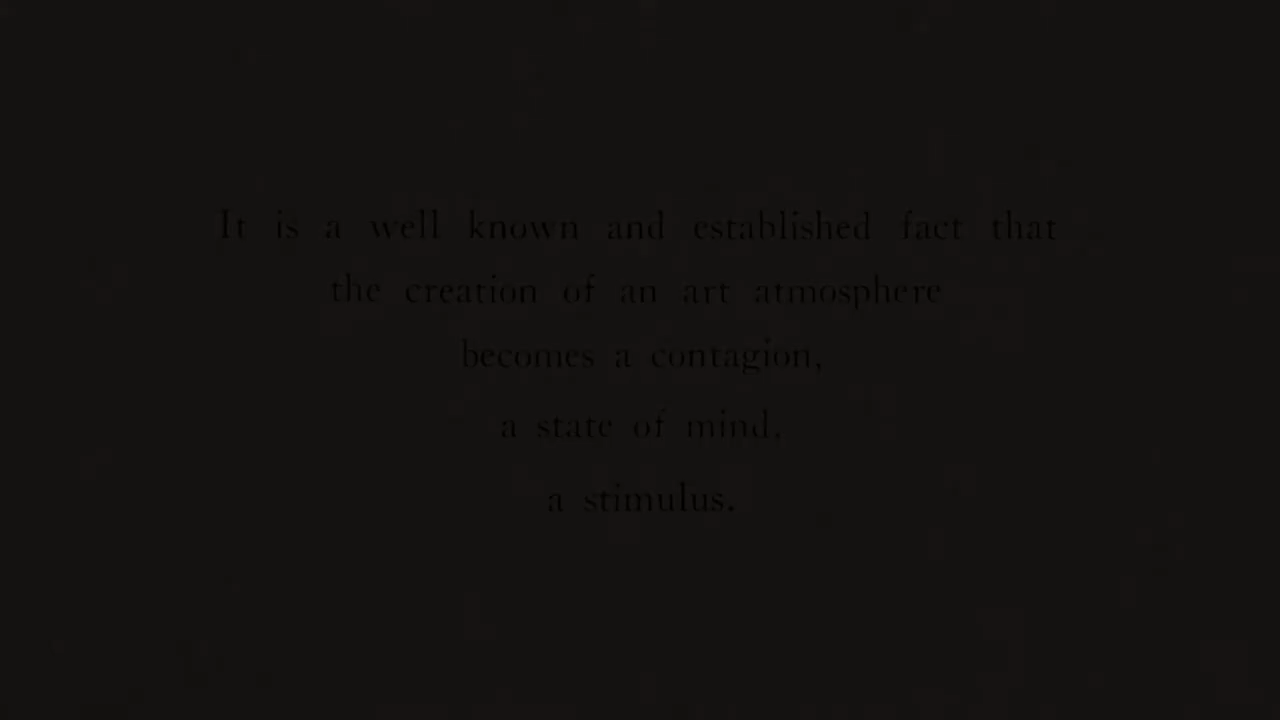 It is a well known and established fact that
the creation of an art atmosphere
becomes a contagion,
a state of mind,
a stimulus.